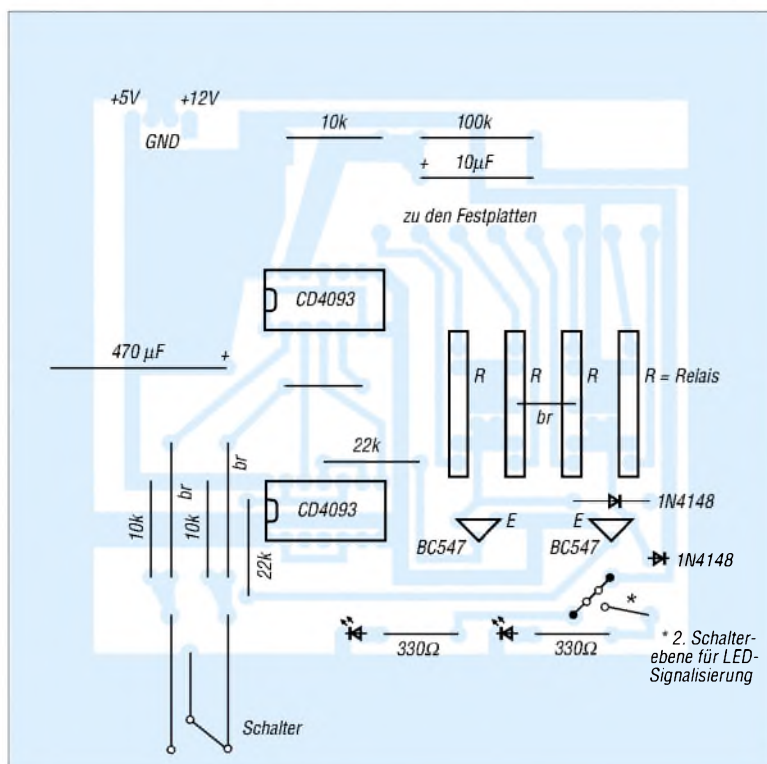 +5V +12V
GND
10k 100k
+ 10µF
zu den Festplatten
CD4093
470 µF +
R R R R = Relais
br
22k
br
br
10k
10k
CD4093
22k
1N4148
E E
BC547 BC547
1N4148
*
330Ω 330Ω
* 2. Schalter-
ebene für LED-
Signalisierung
Schalter